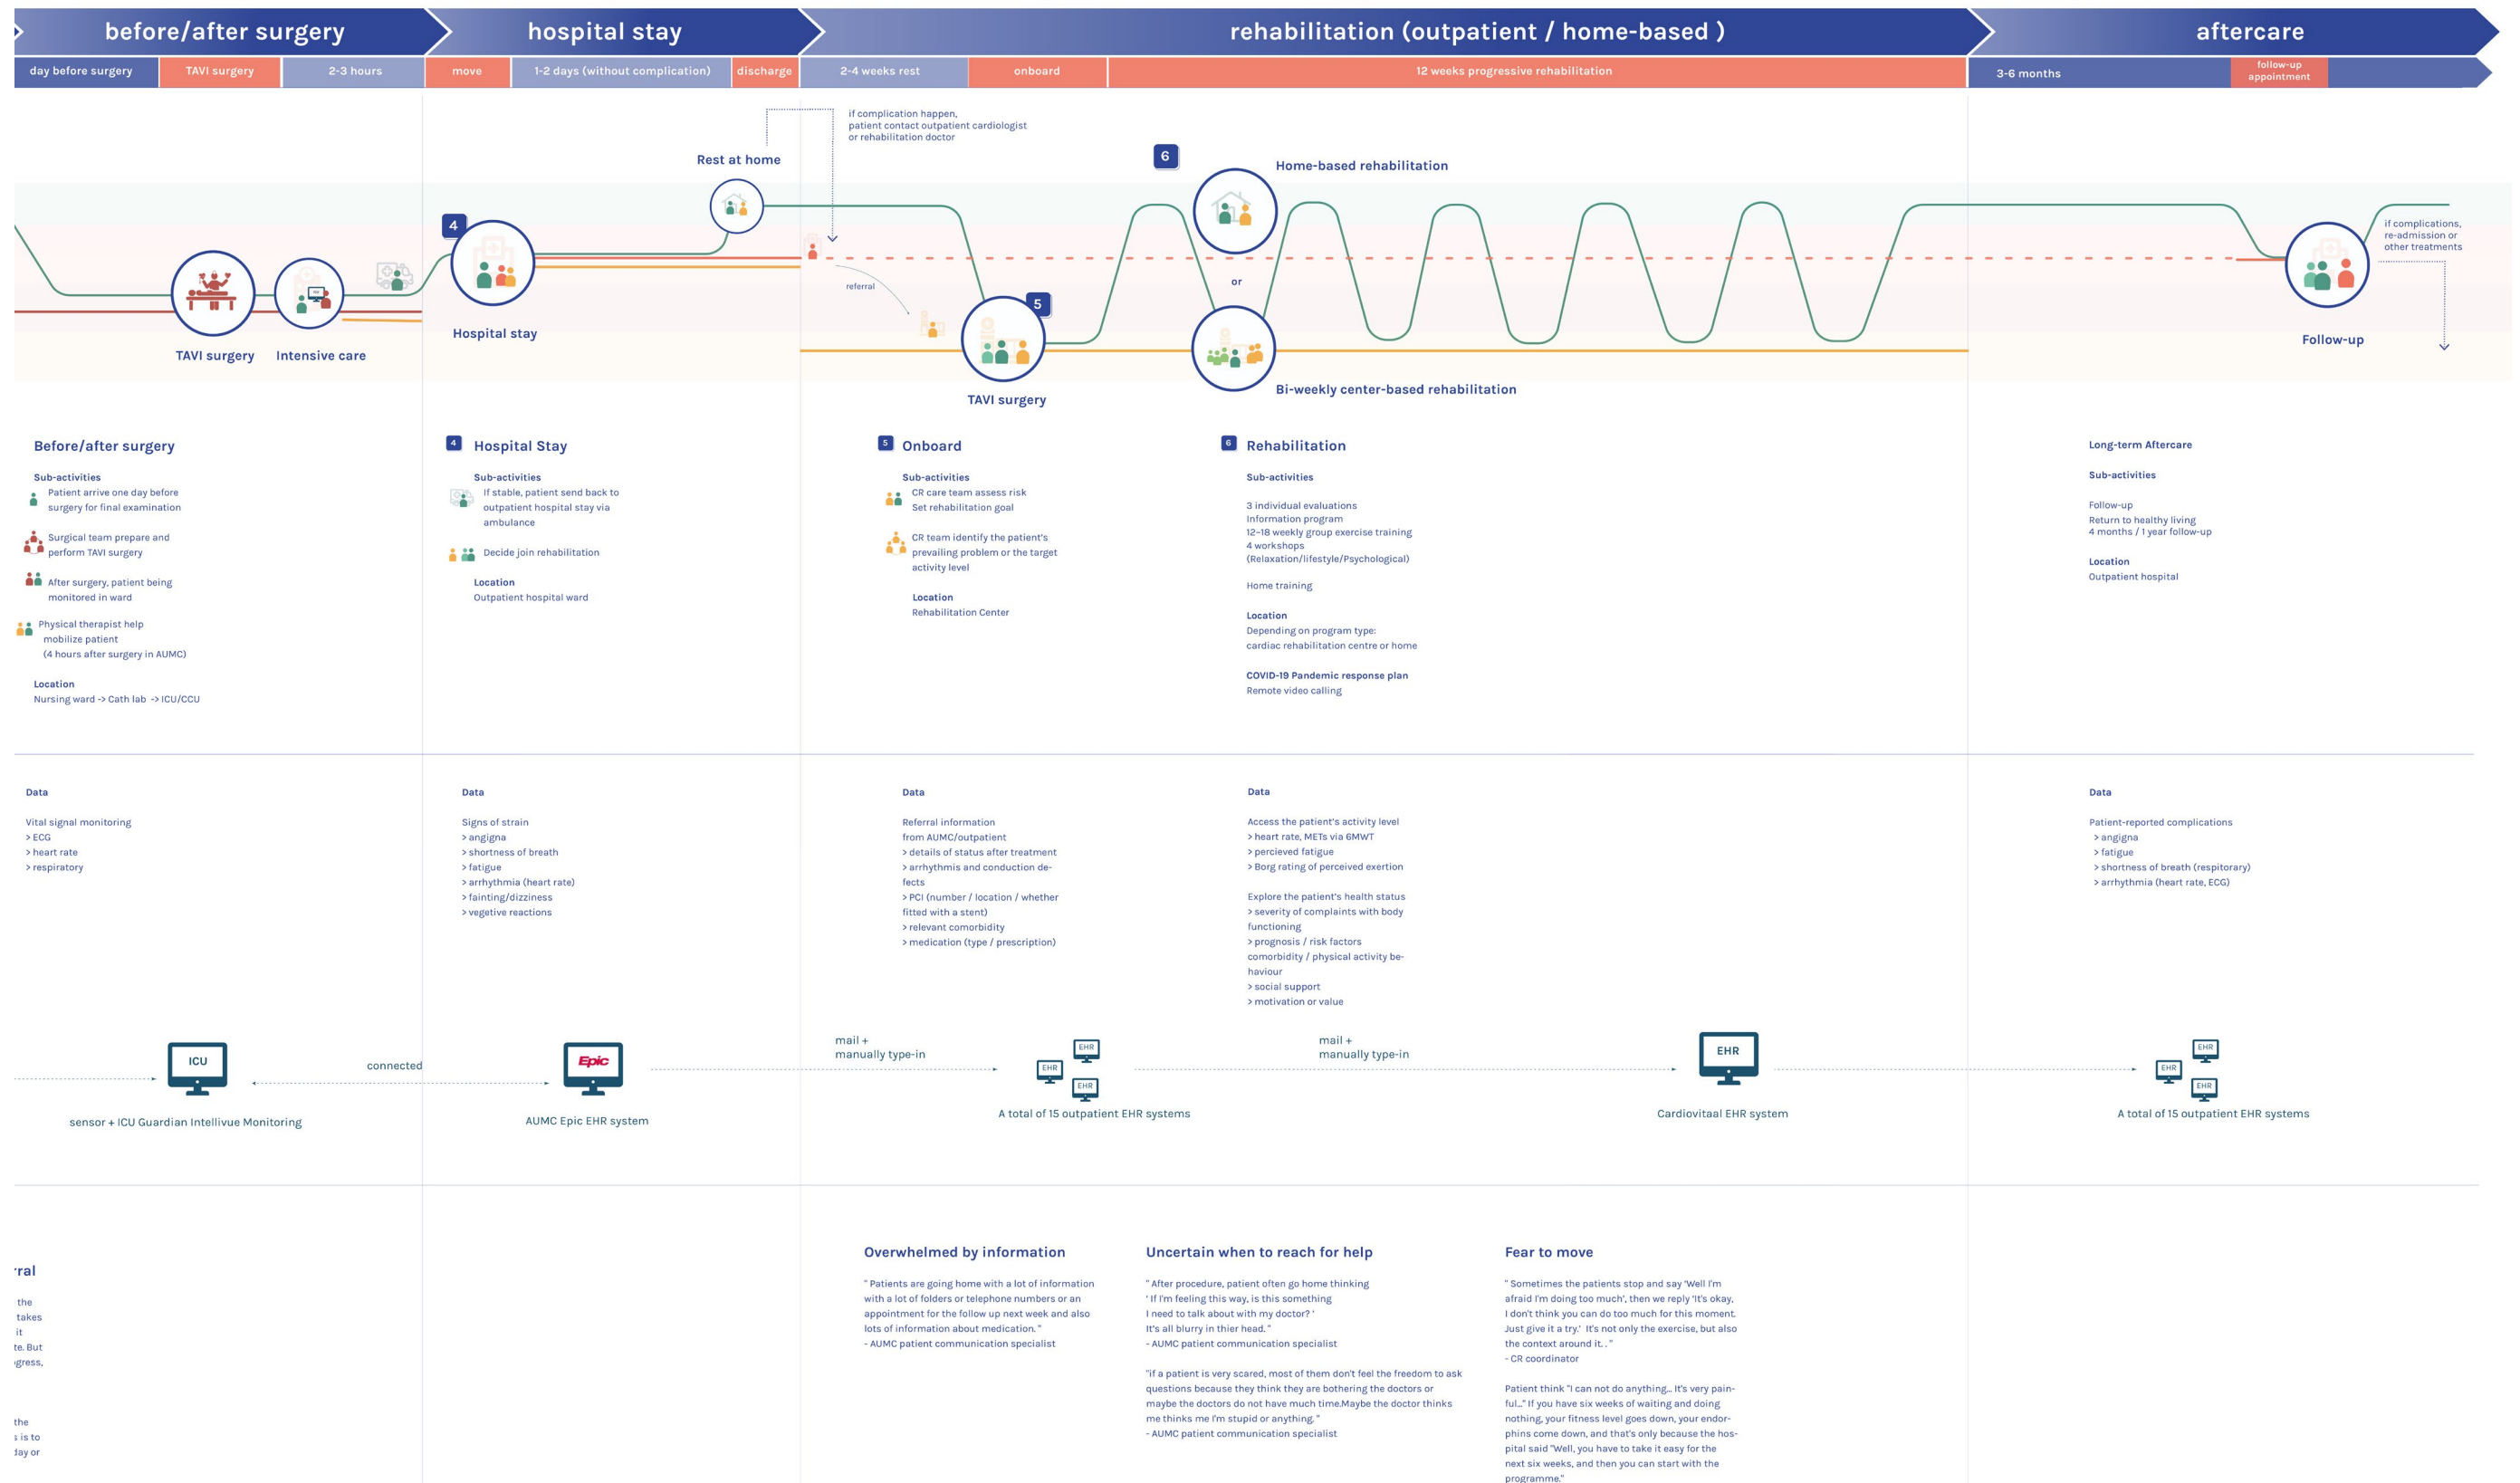 before/after surgery
hospital stay
rehabilitation (outpatient / home-based )
aftercare
day before surgery
TAVI surgery
2-3 hours
move
1-2 days (without complication)
discharge
2-4 weeks rest
onboard
12 weeks progressive rehabilitation
3-6 months
follow-up
appointment
if complication happen,
patient contact outpatient cardiologist
or rehabilitation doctor
Rest at home
6
Home-based rehabilitation
4
if complications,
re-admission or
other treatments
referral
or
5
Hospital stay
TAVI surgery
Intensive care
Follow-up
Bi-weekly center-based rehabilitation
TAVI surgery
Before/after surgery
Sub-activities
Patient arrive one day before
surgery for final examination
Surgical team prepare and
perform TAVI surgery
After surgery, patient being
monitored in ward
Physical therapist help
mobilize patient
(4 hours after surgery in AUMC)
Location
Nursing ward -> Cath lab -> ICU/CCU
4
Hospital Stay
Sub-activities
If stable, patient send back to
outpatient hospital stay via
ambulance
Decide join rehabilitation
Location
Outpatient hospital ward
5
Onboard
Sub-activities
CR care team assess risk
Set rehabilitation goal
CR team identify the patient's
prevailing problem or the target
activity level
Location
Rehabilitation Center
6
Rehabilitation
Sub-activities
3 individual evaluations
Information program
12–18 weekly group exercise training
4 workshops
(Relaxation/lifestyle/Psychological)
Home training
Location
Depending on program type:
cardiac rehabilitation centre or home
COVID-19 Pandemic response plan
Remote video calling
Long-term Aftercare
Sub-activities
Follow-up
Return to healthy living
4 months / 1 year follow-up
Location
Outpatient hospital
Data
Vital signal monitoring
> ECG
> heart rate
> respiratory
Data
Signs of strain
> angigna
> shortness of breath
> fatigue
> arrhythmia (heart rate)
> fainting/dizziness
> vegetive reactions
Data
Referral information
from AUMC/outpatient
> details of status after treatment
> arrhythmis and conduction de-
fects
> PCI (number / location / whether
fitted with a stent)
> relevant comorbidity
> medication (type / prescription)
Data
Access the patient's activity level
> heart rate, METs via 6MWT
> percieved fatigue
> Borg rating of perceived exertion
Explore the patient's health status
> severity of complaints with body
functioning
> prognosis / risk factors
comorbidity / physical activity be-
haviour
> social support
> motivation or value
Data
Patient-reported complications
> angigna
> fatigue
> shortness of breath (respitorary)
> arrhythmia (heart rate, ECG)
ICU
connected
Epic
mail +
manually type-in
EHR
EHR
EHR
mail +
manually type-in
EHR
EHR
EHR
EHR
sensor + ICU Guardian Intellivue Monitoring
AUMC Epic EHR system
A total of 15 outpatient EHR systems
Cardiovitaal EHR system
A total of 15 outpatient EHR systems
rral
the
takes
it
te. But
gress,
the
s is to
day or
Overwhelmed by information
" Patients are going home with a lot of information
with a lot of folders or telephone numbers or an
appointment for the follow up next week and also
lots of information about medication. "
- AUMC patient communication specialist
Uncertain when to reach for help
" After procedure, patient often go home thinking
' If I'm feeling this way, is this something
I need to talk about with my doctor? '
It's all blurry in thier head. "
- AUMC patient communication specialist
"if a patient is very scared, most of them don't feel the freedom to ask
questions because they think they are bothering the doctors or
maybe the doctors do not have much time.Maybe the doctor thinks
me thinks me I'm stupid or anything. "
- AUMC patient communication specialist
Fear to move
" Sometimes the patients stop and say 'Well I'm
afraid I'm doing too much', then we reply 'It's okay,
I don't think you can do too much for this moment.
Just give it a try.' It's not only the exercise, but also
the context around it. . "
- CR coordinator
Patient think "I can not do anything... It's very pain-
ful..." If you have six weeks of waiting and doing
nothing, your fitness level goes down, your endor-
phins come down, and that's only because the hos-
pital said "Well, you have to take it easy for the
next six weeks, and then you can start with the
programme."